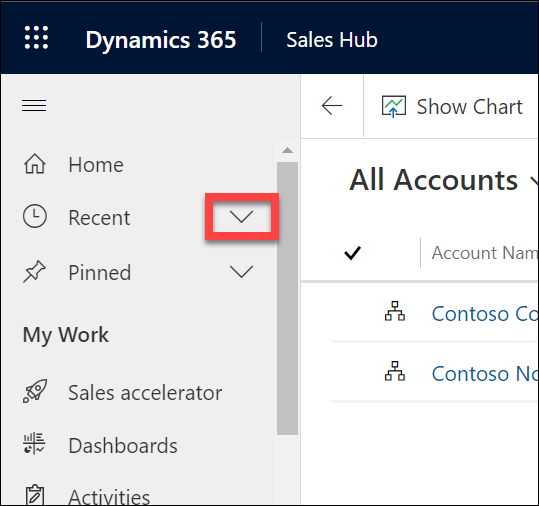 Dynamics 365 Sales Hub
Show Chart
Home
Recent
Pinned
My Work
Sales accelerator
Dashboards
Activities
All Accounts
Account Nam
Contoso Co
Contoso No